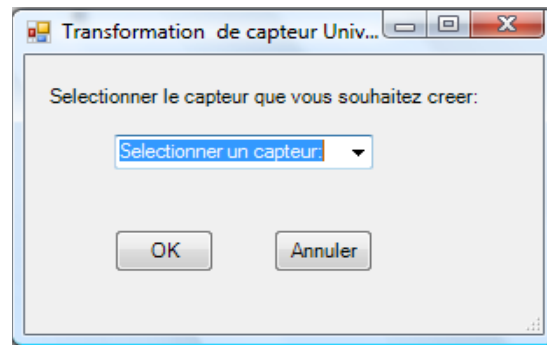 Transformation de capteur Univ...
Selectionner le capteur que vous souhaitez creer:
Selectionner un capteur:
OK Annuler